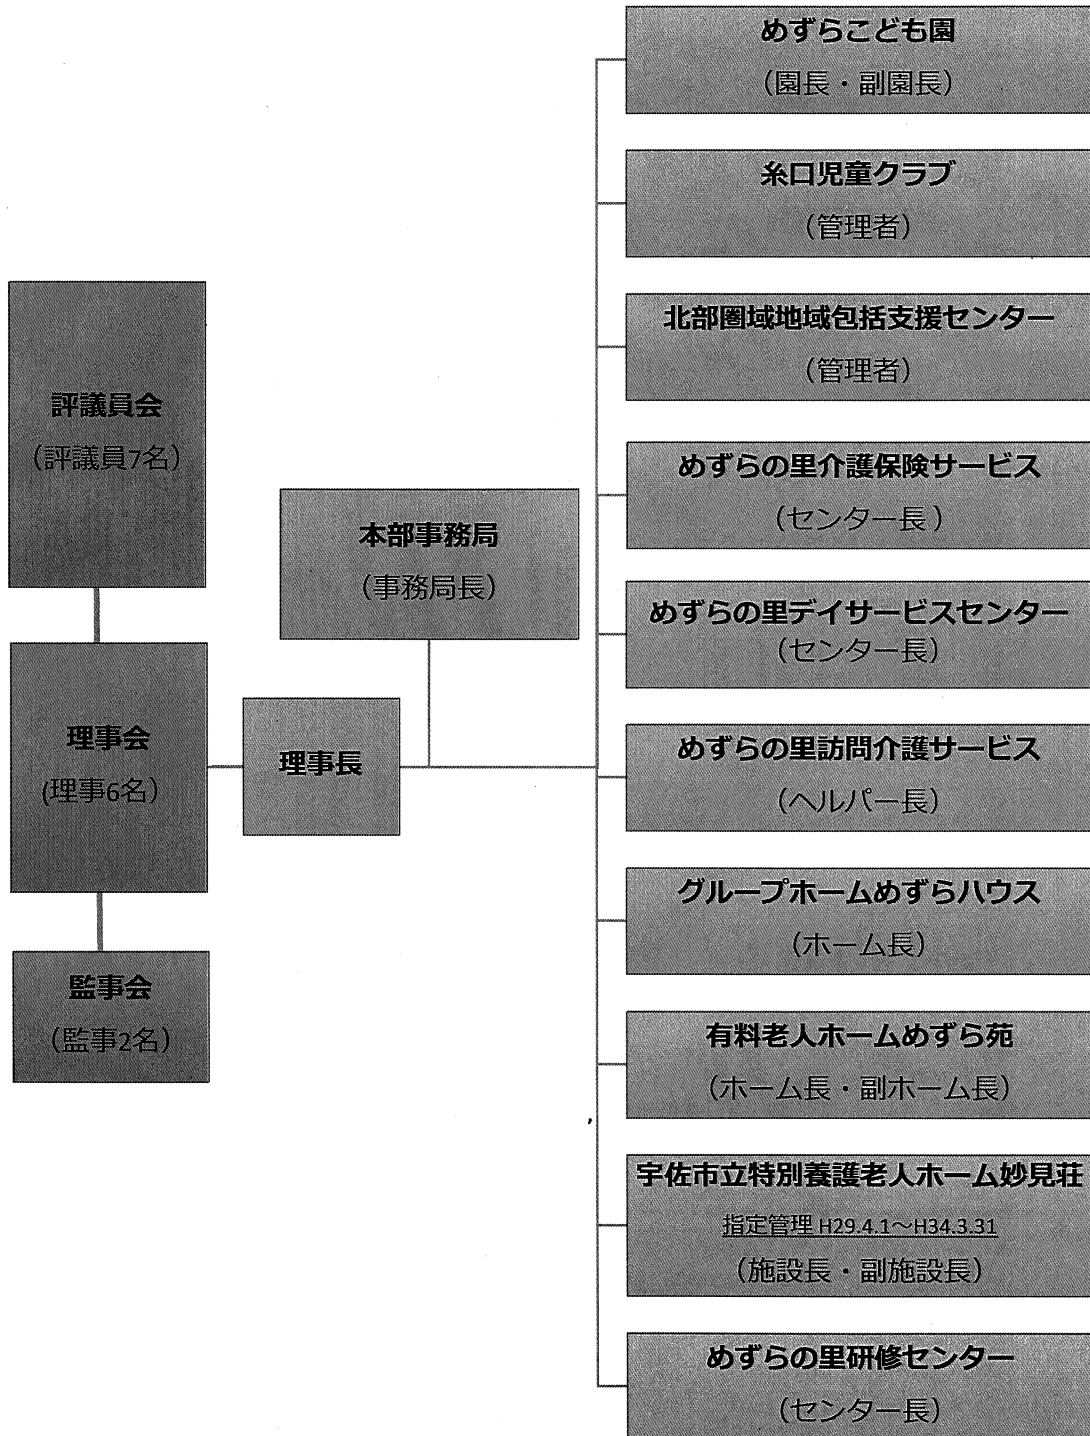 評議員会
（評議員7名）
理事会
(理事6名）
監事会
（監事2名）
理事長
本部事務局
（事務局長）
めずらこども園
（園長・副園長）
糸口児童クラブ
（管理者）
北部圏域地域包括支援センター
（管理者）
めずらの里介護保険サービス
（センター長 ）
めずらの里デイサービスセンター
（センター長）
めずらの里訪問介護サービス
（ヘルパー長）
グループホームめずらハウス
（ホーム長）
有料老人ホームめずら苑
（ホーム長・副ホーム長）
宇佐市立特別養護老人ホーム妙見荘
指定管理 H29.4.1～H34.3.31
（施設長・副施設長）
めずらの里研修センター
（センター長）